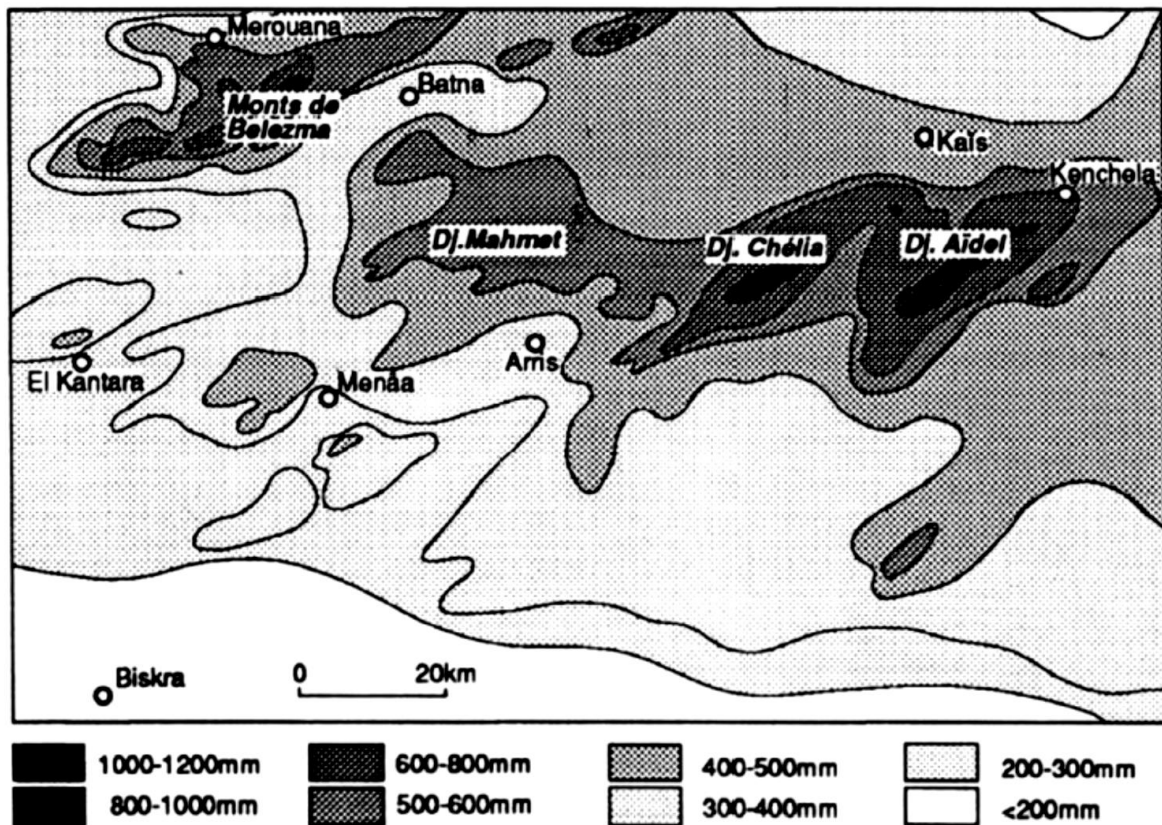 Merouana
Batna
Monts de
Belezma
Kaïs
Kenchela
Dj.Mahmet
Dj. Chélia
Dj. Aïdel
Arris
El Kantara
Menâa
Biskra
0 20km
1000-1200mm 600-800mm 400-500mm 200-300mm
800-1000mm 500-600mm 300-400mm <200mm